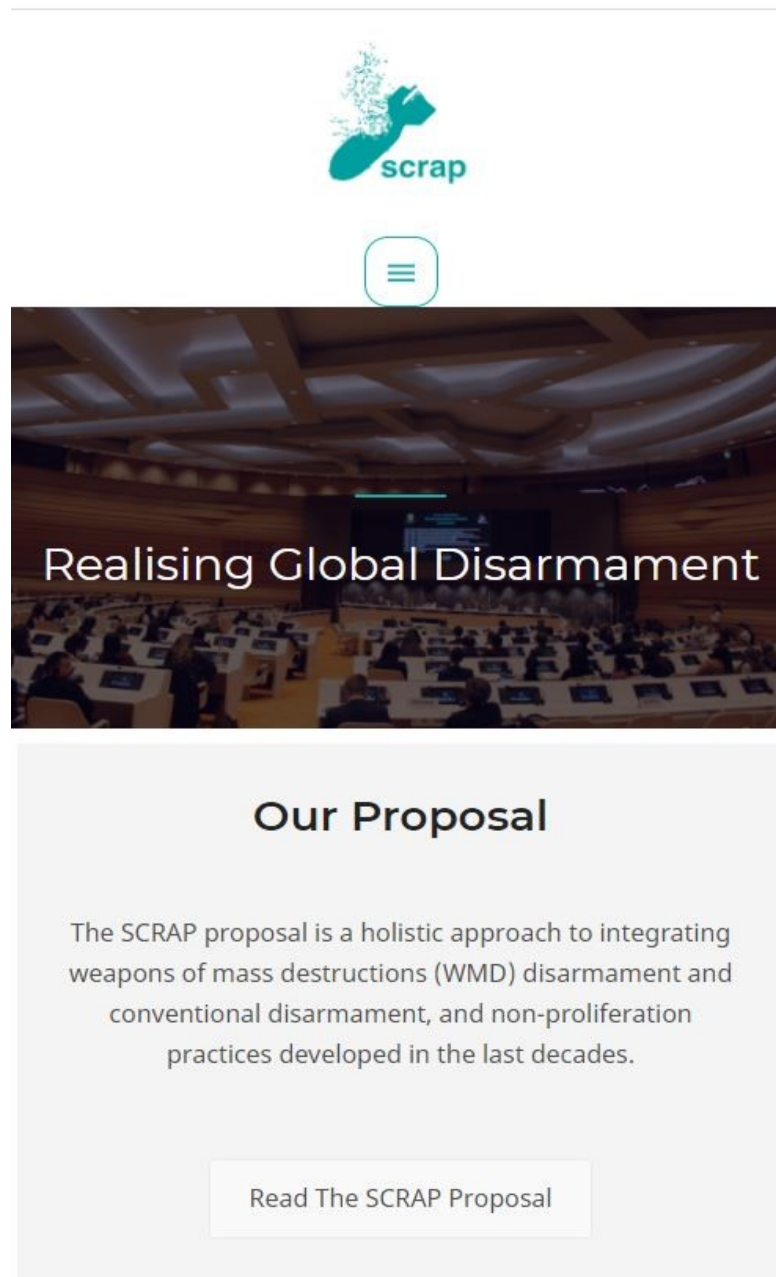 scrap
Realising Global Disarmament
Our Proposal
The SCRAP proposal is a holistic approach to integrating
weapons of mass destructions (WMD) disarmament and
conventional disarmament, and non-proliferation
practices developed in the last decades.
Read The SCRAP Proposal